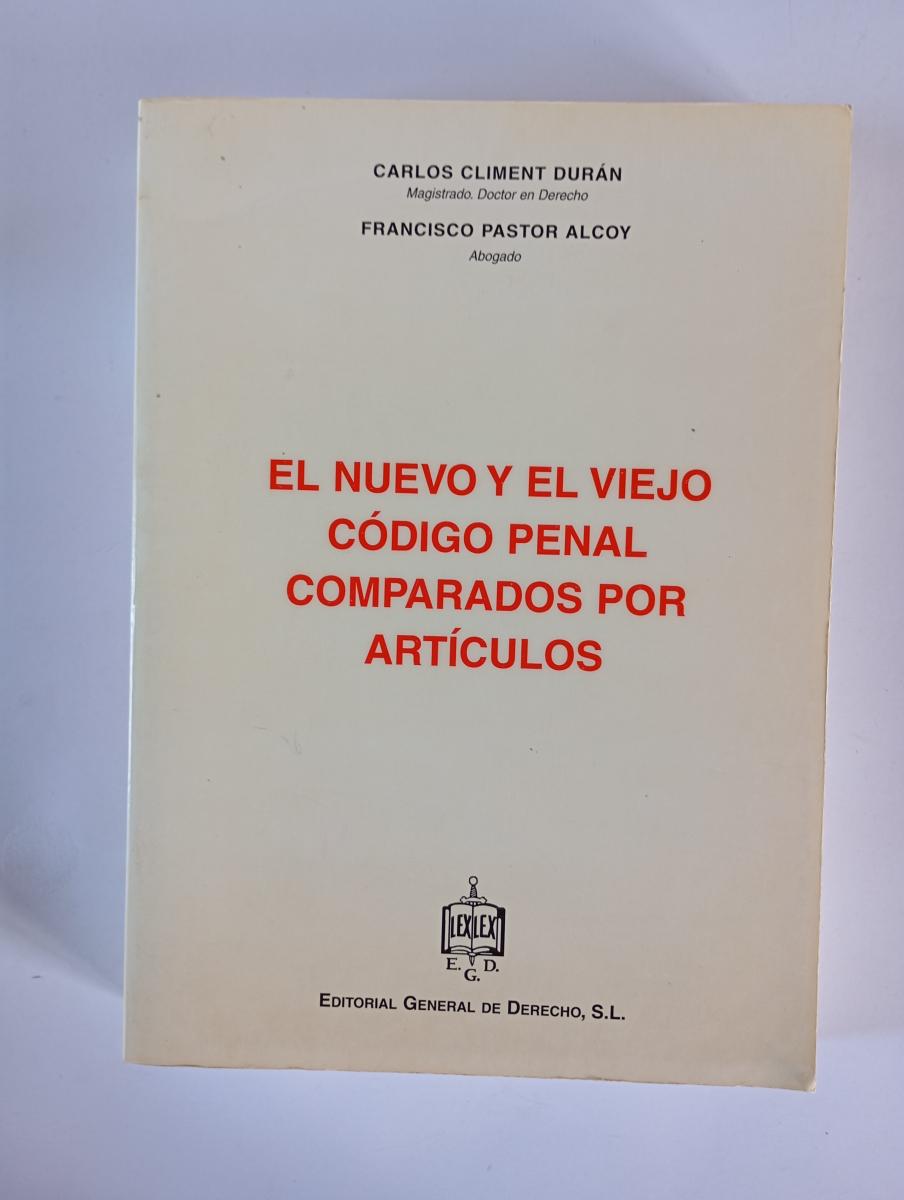 CARLOS CLIMENT DURÁN
Magistrado. Doctor en Derecho
FRANCISCO PASTOR ALCOY
Abogado
EL NUEVO Y EL VIEJO
CÓDIGO PENAL
COMPARADOS POR
ARTÍCULOS
LEX LEX
E. G. D.
EDITORIAL GENERAL DE DERECHO, S.L.